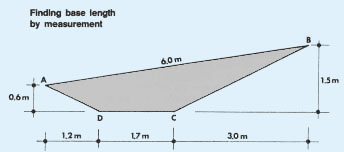 Finding base length
by measurement
B
6.0 m
A
1.5 m
0.6 m
D
C
1.2 m
1.7 m
3.0 m